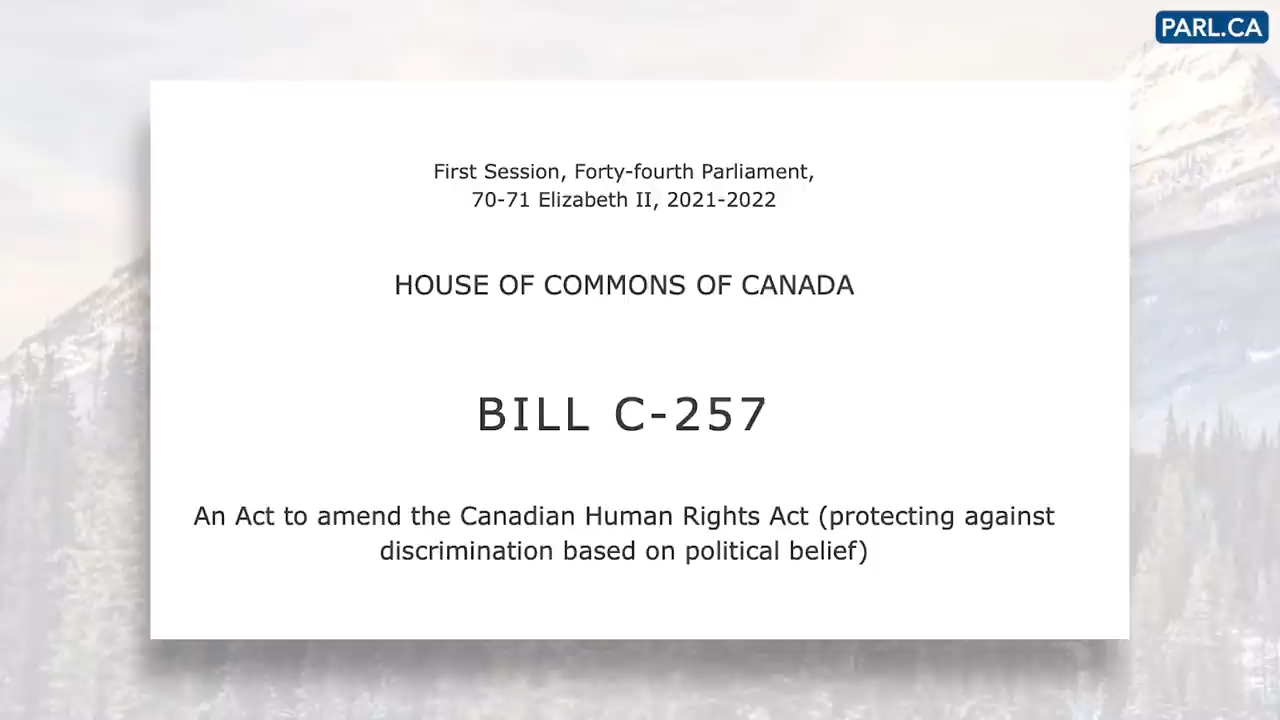 PARL.CA
First Session, Forty-fourth Parliament,
70-71 Elizabeth II, 2021-2022
HOUSE OF COMMONS OF CANADA
BILL C-257
An Act to amend the Canadian Human Rights Act (protecting against
discrimination based on political belief)